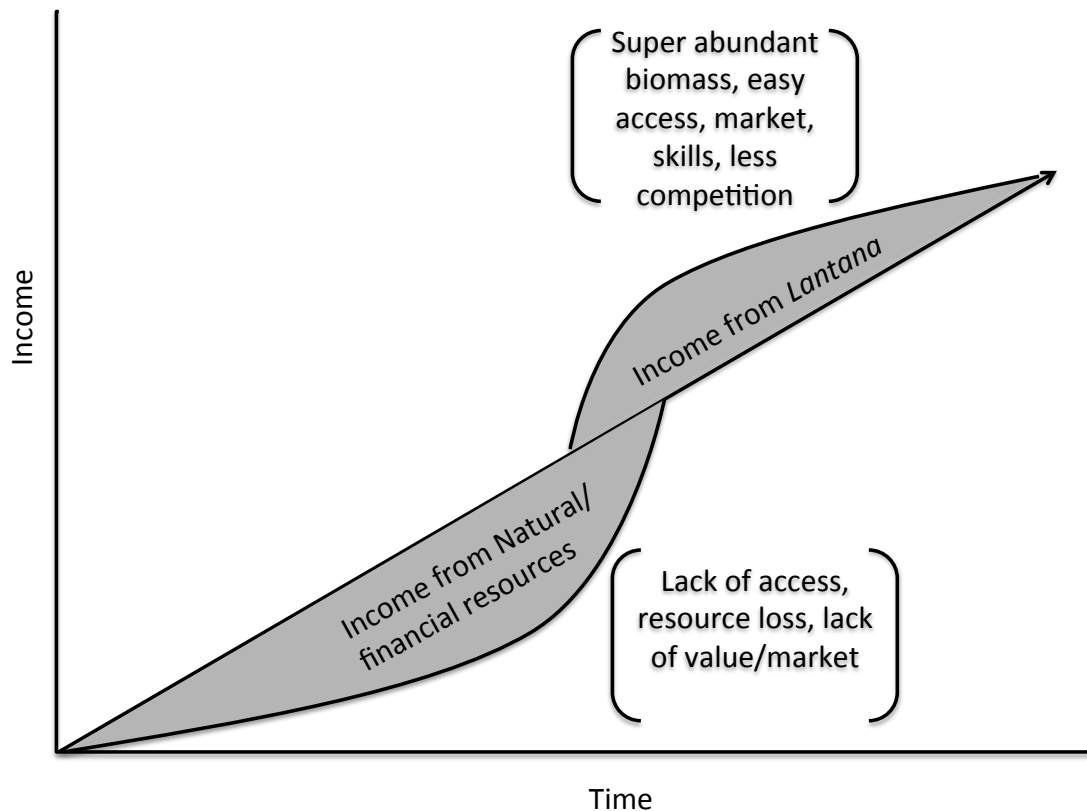 Super abundant
biomass, easy
access, market,
skills, less
competition
Income
Income from Lantana
Income from Natural/
financial resources
Lack of access,
resource loss, lack
of value/market
Time